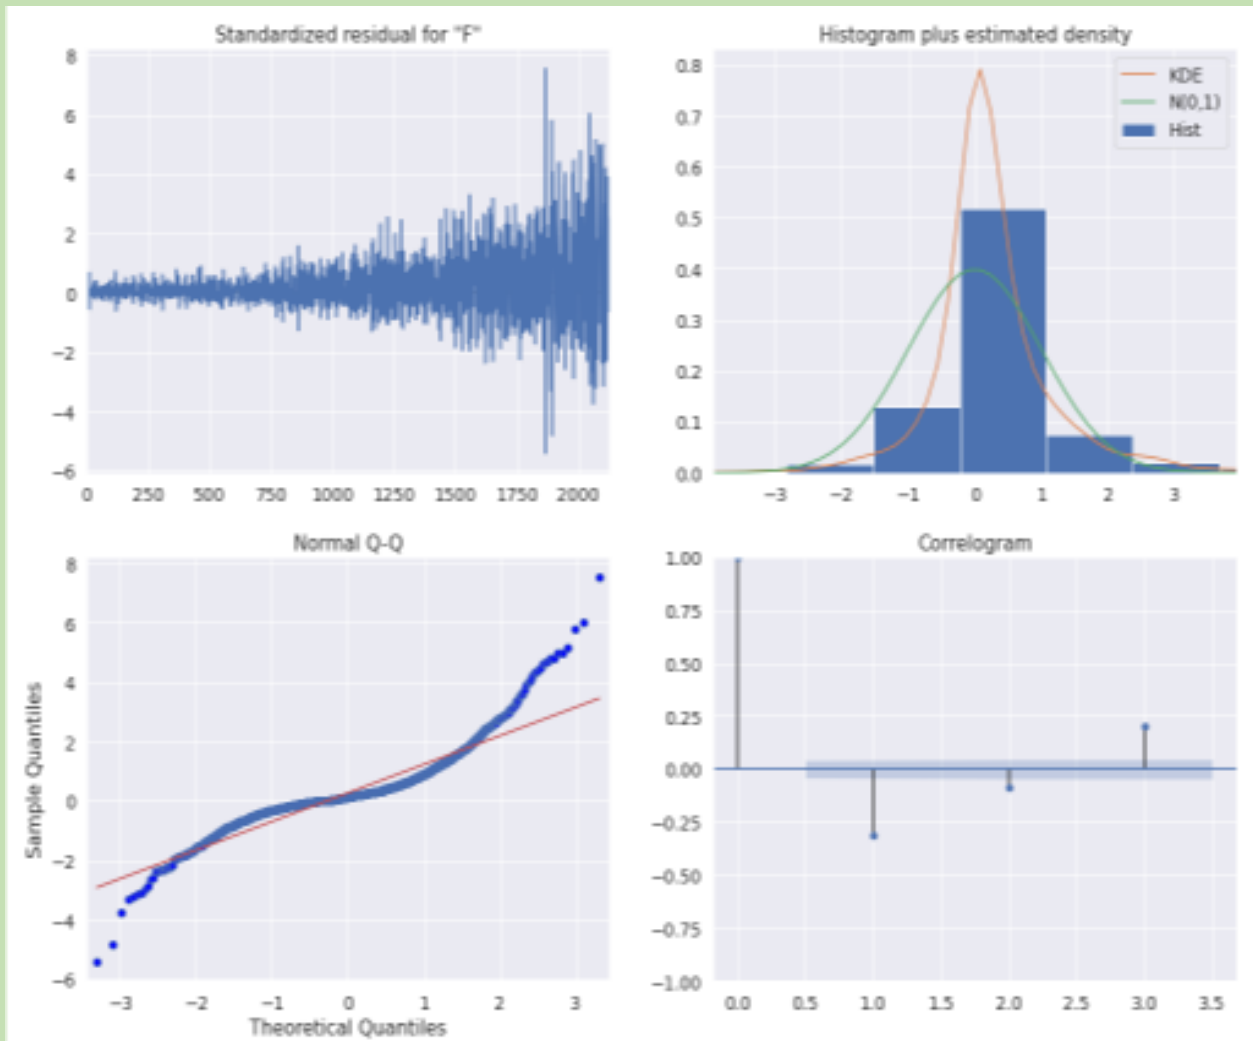 Standardized residual for "F"
8
6
4
2
0
−2
−4
−6
0 250 500 750 1000 1250 1500 1750 2000
Histogram plus estimated density
KDE
N(0,1)
Hist
0.8
0.7
0.6
0.5
0.4
0.3
0.2
0.1
0.0
−3 −2 −1 0 1 2 3
Normal Q-Q
Sample Quantiles
8
6
4
2
0
−2
−4
−6
−3 −2 −1 0 1 2 3
Theoretical Quantiles
Correlogram
1.00
0.75
0.50
0.25
0.00
−0.25
−0.50
−0.75
−1.00
0.0 0.5 1.0 1.5 2.0 2.5 3.0 3.5